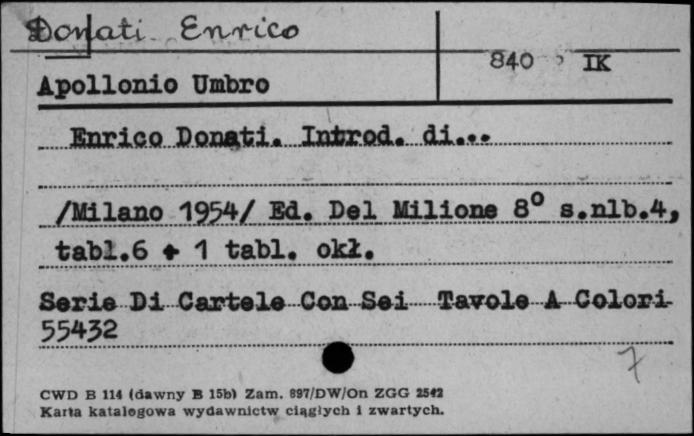 Donati Enrico
840 IK
Apollonio Umbro
Enrico Donati. Introd. di...
/Milano 1954/ Ed. Del Milione 8° s.nlb.4,
tabl.6 + 1 tabl. okł.
Serie Di Cartele Con Sei Tavole A Colori
55432
7
CWD B 114 (dawny B 15b) Zam. 897/DW/On ZGG 2542
Karta katalogowa wydawnictw ciągłych i zwartych.